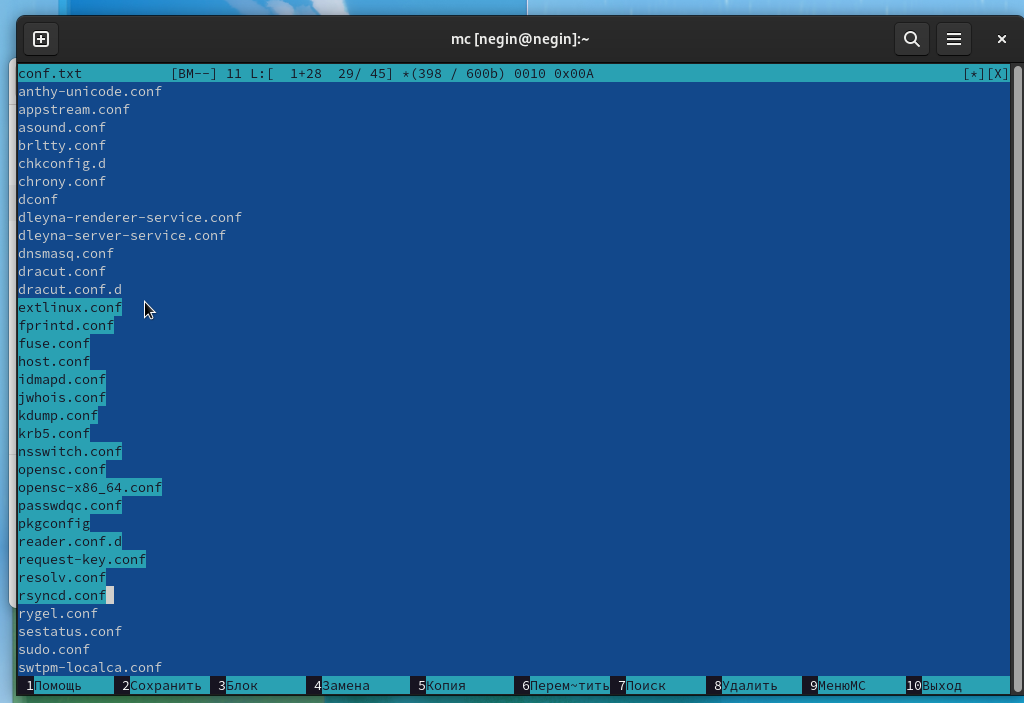 mc [negin@negin]:~
conf.txt [BM--] 11 L:[ 1+28 29/ 45] *(398 / 600b) 0010 0x00A [*][X]
anthy-unicode.conf
appstream.conf
asound.conf
brltty.conf
chkconfig.d
chrony.conf
dconf
dleyna-renderer-service.conf
dleyna-server-service.conf
dnsmasq.conf
dracut.conf
dracut.conf.d
extlinux.conf
fprintd.conf
fuse.conf
host.conf
idmapd.conf
jwhois.conf
kdump.conf
krb5.conf
nsswitch.conf
opensc.conf
opensc-x86_64.conf
passwdqc.conf
pkgconfig
reader.conf.d
request-key.conf
resolv.conf
rsyncd.conf
rygel.conf
sestatus.conf
sudo.conf
swtpm-localca.conf
1Помощь 2Сохранить 3Блок 4Замена 5Копия 6Перем~тить 7Поиск 8Удалить 9МенюMC 10Выход